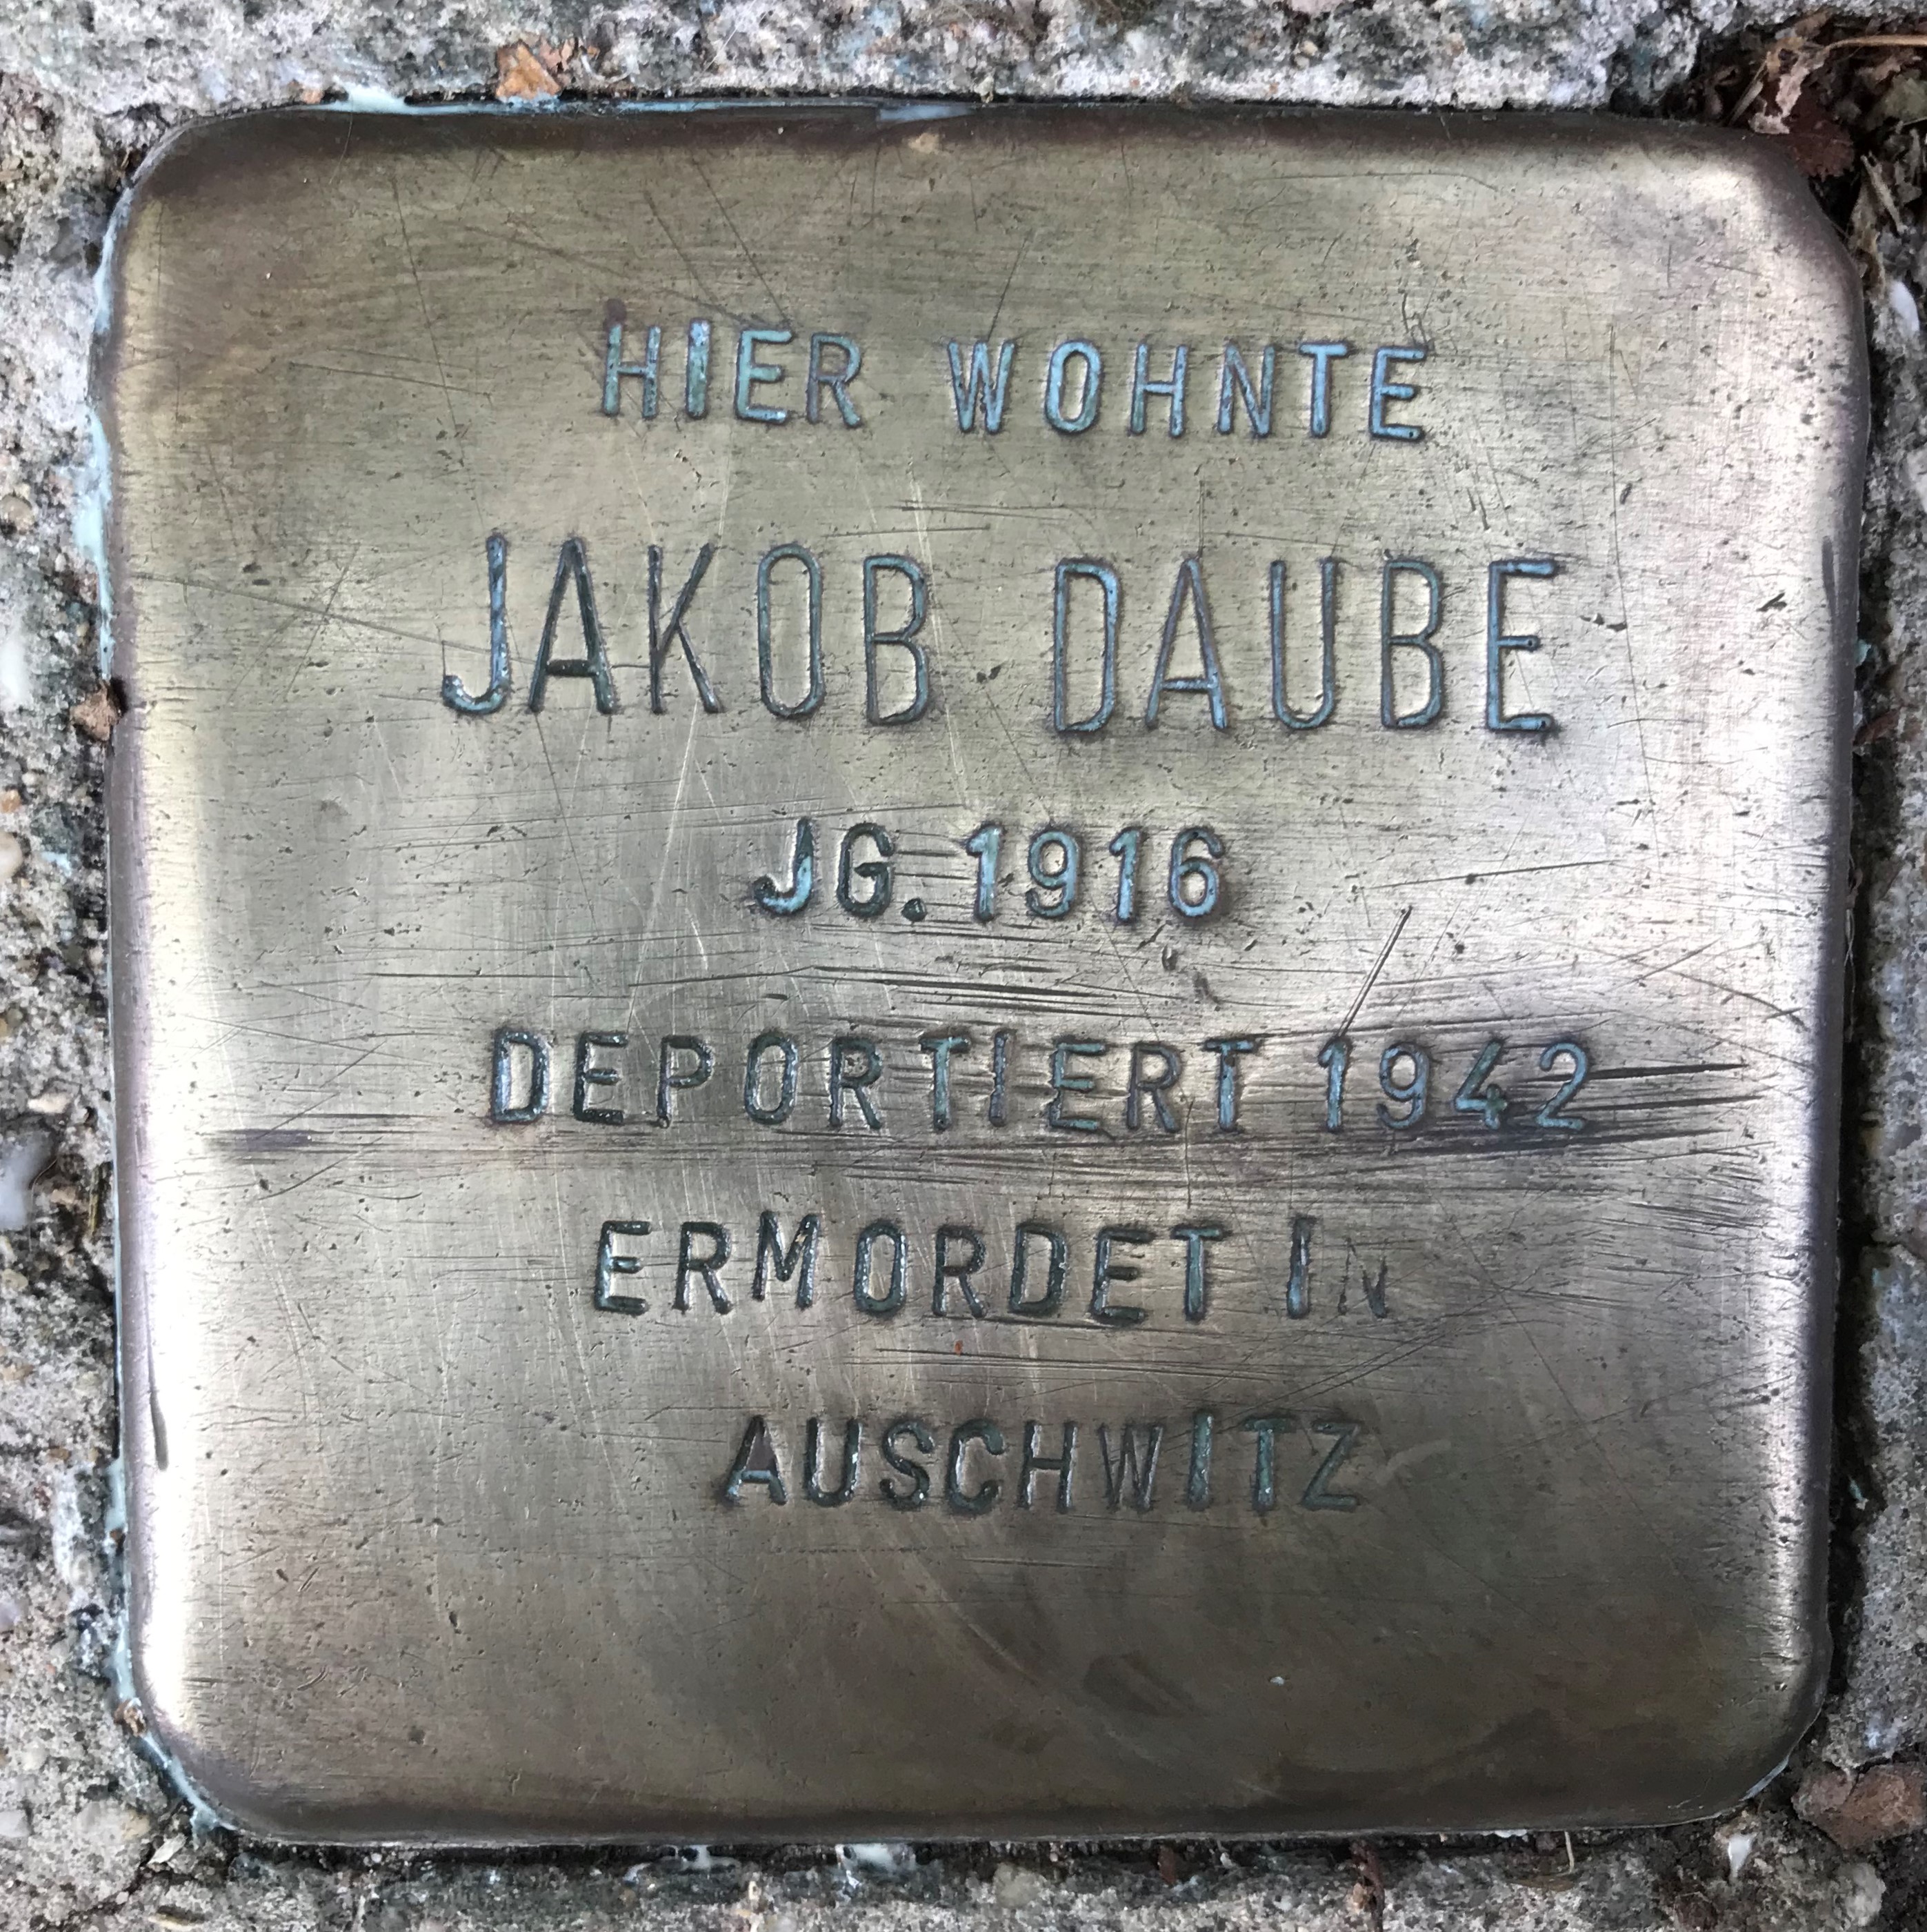 HIER WOHNTE
JAKOB DAUBE
JG. 1916
DEPORTIERT 1942
ERMORDET IN
AUSCHWITZ